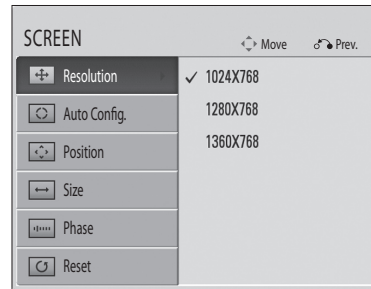 SCREEN
Move
Prev.
Resolution
Auto Config.
Position
Size
Phase
Reset
✓ 1024X768
1280X768
1360X768